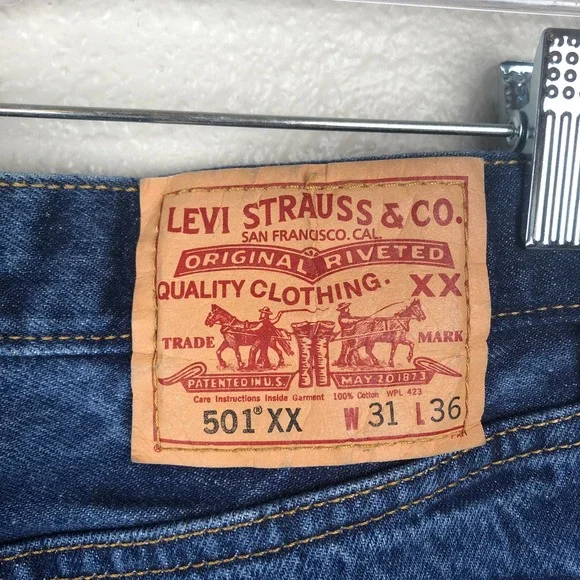 LEVI STRAUSS & CO.
SAN FRANCISCO. CAL.
ORIGINAL RIVETED
QUALITY CLOTHING. XX
TRADE MARK
PATENTED IN U.S. MAY 20 1873
Care Instructions Inside Garment 100% Cotton WPL 423
501® XX W 31 L 36